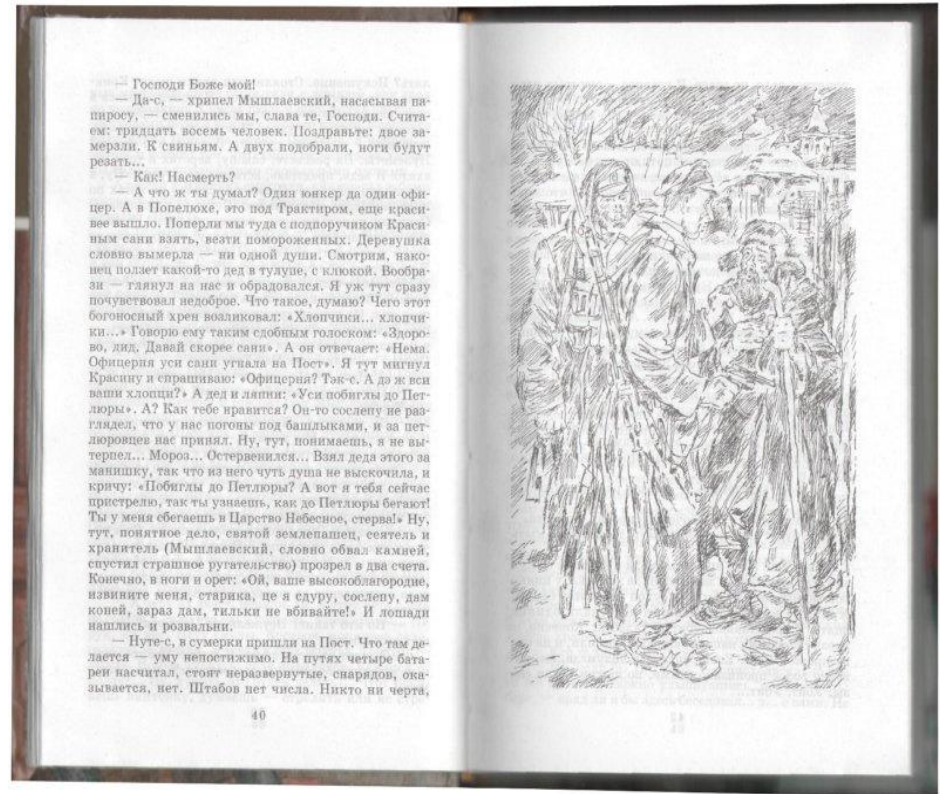 — Господи Боже мой!
— Да-с, — хрипел Мышлаевский, насасывая па-
пиросу, — сменились мы, слава те, Господи. Счита-
ем: тридцать восемь человек. Поздравьте: двое за-
мерзли. К свиньям. А двух подобрали, ноги будут
резать...
— Как! Насмерть?
— А что ж ты думал? Один юнкер да один офи-
цер. А в Попелюхе, это под Трактиром, еще краси-
вее вышло. Поперли мы туда с подпоручиком Краси-
ным сани взять, везти помороженных. Деревушка
словно вымерла — ни одной души. Смотрим, нако-
нец ползет какой-то дед в тулупе, с клюкой. Вообра-
зи — глянул на нас и обрадовался. Я уж тут сразу
почувствовал недоброе. Что такое, думаю? Чего этот
богоносный хрен возликовал: «Хлопчики... хлопчи-
ки...» Говорю ему таким сдобным голоском: «Здоро-
во, дид. Давай скорее сани». А он отвечает: «Нема.
Офицерня уси сани угнала на Пост». Я тут мигнул
Красину и спрашиваю: «Офицерня? Тэк-с. А дэ ж вси
ваши хлопци?» А дед и ляпни: «Уси побиглы до Пет-
люры». А? Как тебе нравится? Он-то сослепу не раз-
глядел, что у нас погоны под башлыками, и за пет-
люровцев нас принял. Ну, тут, понимаешь, я не вы-
терпел... Мороз... Остервенился... Взял деда этого за
манишку, так что из него чуть душа не выскочила, и
кричу: «Побиглы до Петлюры? А вот я тебя сейчас
пристрелю, так ты узнаешь, как до Петлюры бегают!
Ты у меня сбегаешь в Царство Небесное, стерва!» Ну,
тут, понятное дело, святой землепашец, сеятель и
хранитель (Мышлаевский, словно обвал камней,
спустил страшное ругательство) прозрел в два счета.
Конечно, в ноги и орет: «Ой, ваше высокоблагородие,
извините меня, старика, це я сдуру, сослепу, дам
коней, зараз дам, тильки не вбивайте!» И лошади
нашлись и розвальни.
— Нуте-с, в сумерки пришли на Пост. Что там де-
лается — уму непостижимо. На путях четыре бата-
реи насчитал, стоят неразвернутые, снарядов, ока-
зывается, нет. Штабов нет числа. Никто ни черта,
40